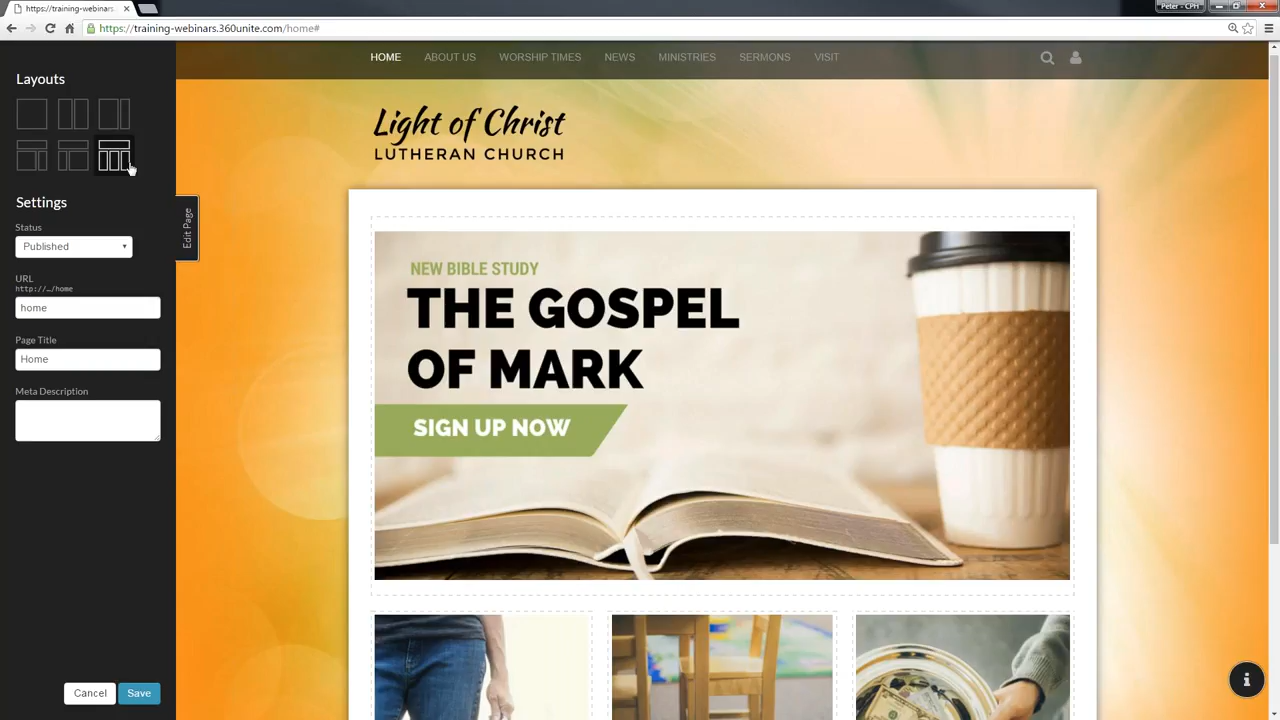 https://training-webinars
Peter - CPH
https://training-webinars.360unite.com/home#
HOME ABOUT US WORSHIP TIMES NEWS MINISTRIES SERMONS VISIT
Layouts
Settings
Status
Published
URL
http://…/home
home
Page Title
Home
Meta Description
Cancel Save
Edit Page
Light of Christ
LUTHERAN CHURCH
NEW BIBLE STUDY
THE GOSPEL
OF MARK
SIGN UP NOW
i